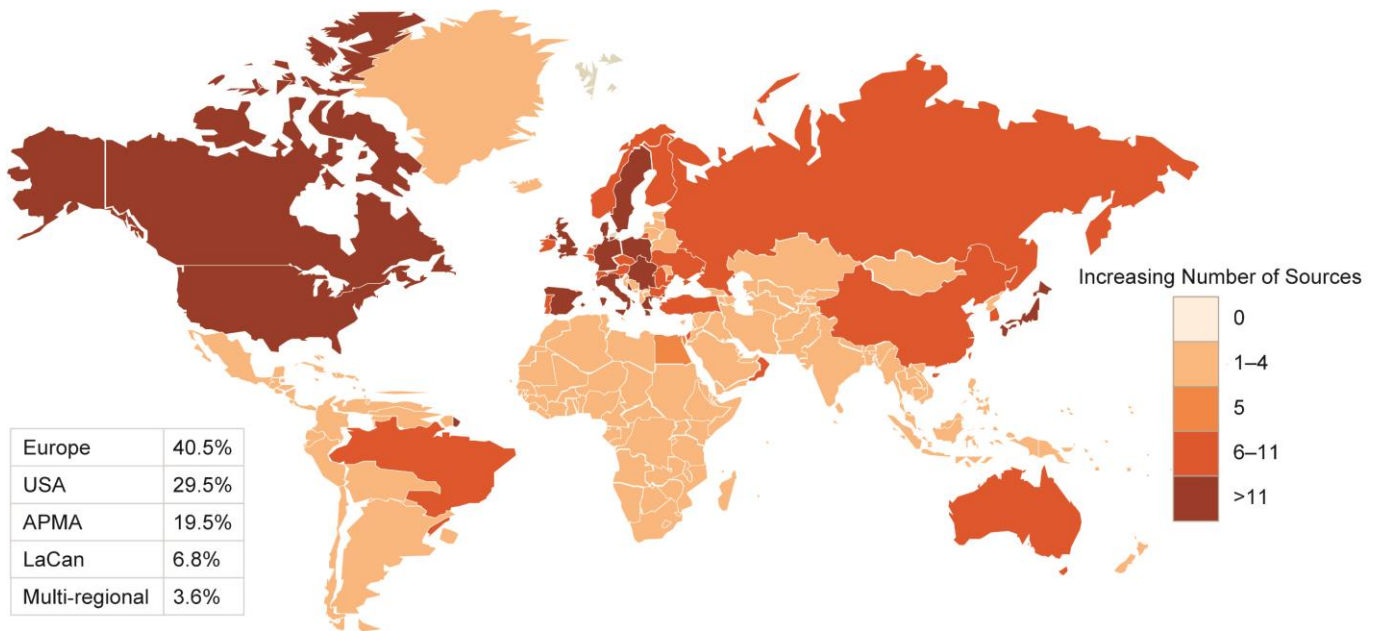 Increasing Number of Sources
0
1–4
5
6–11
>11
Europe 40.5%
USA 29.5%
APMA 19.5%
LaCan 6.8%
Multi-regional 3.6%